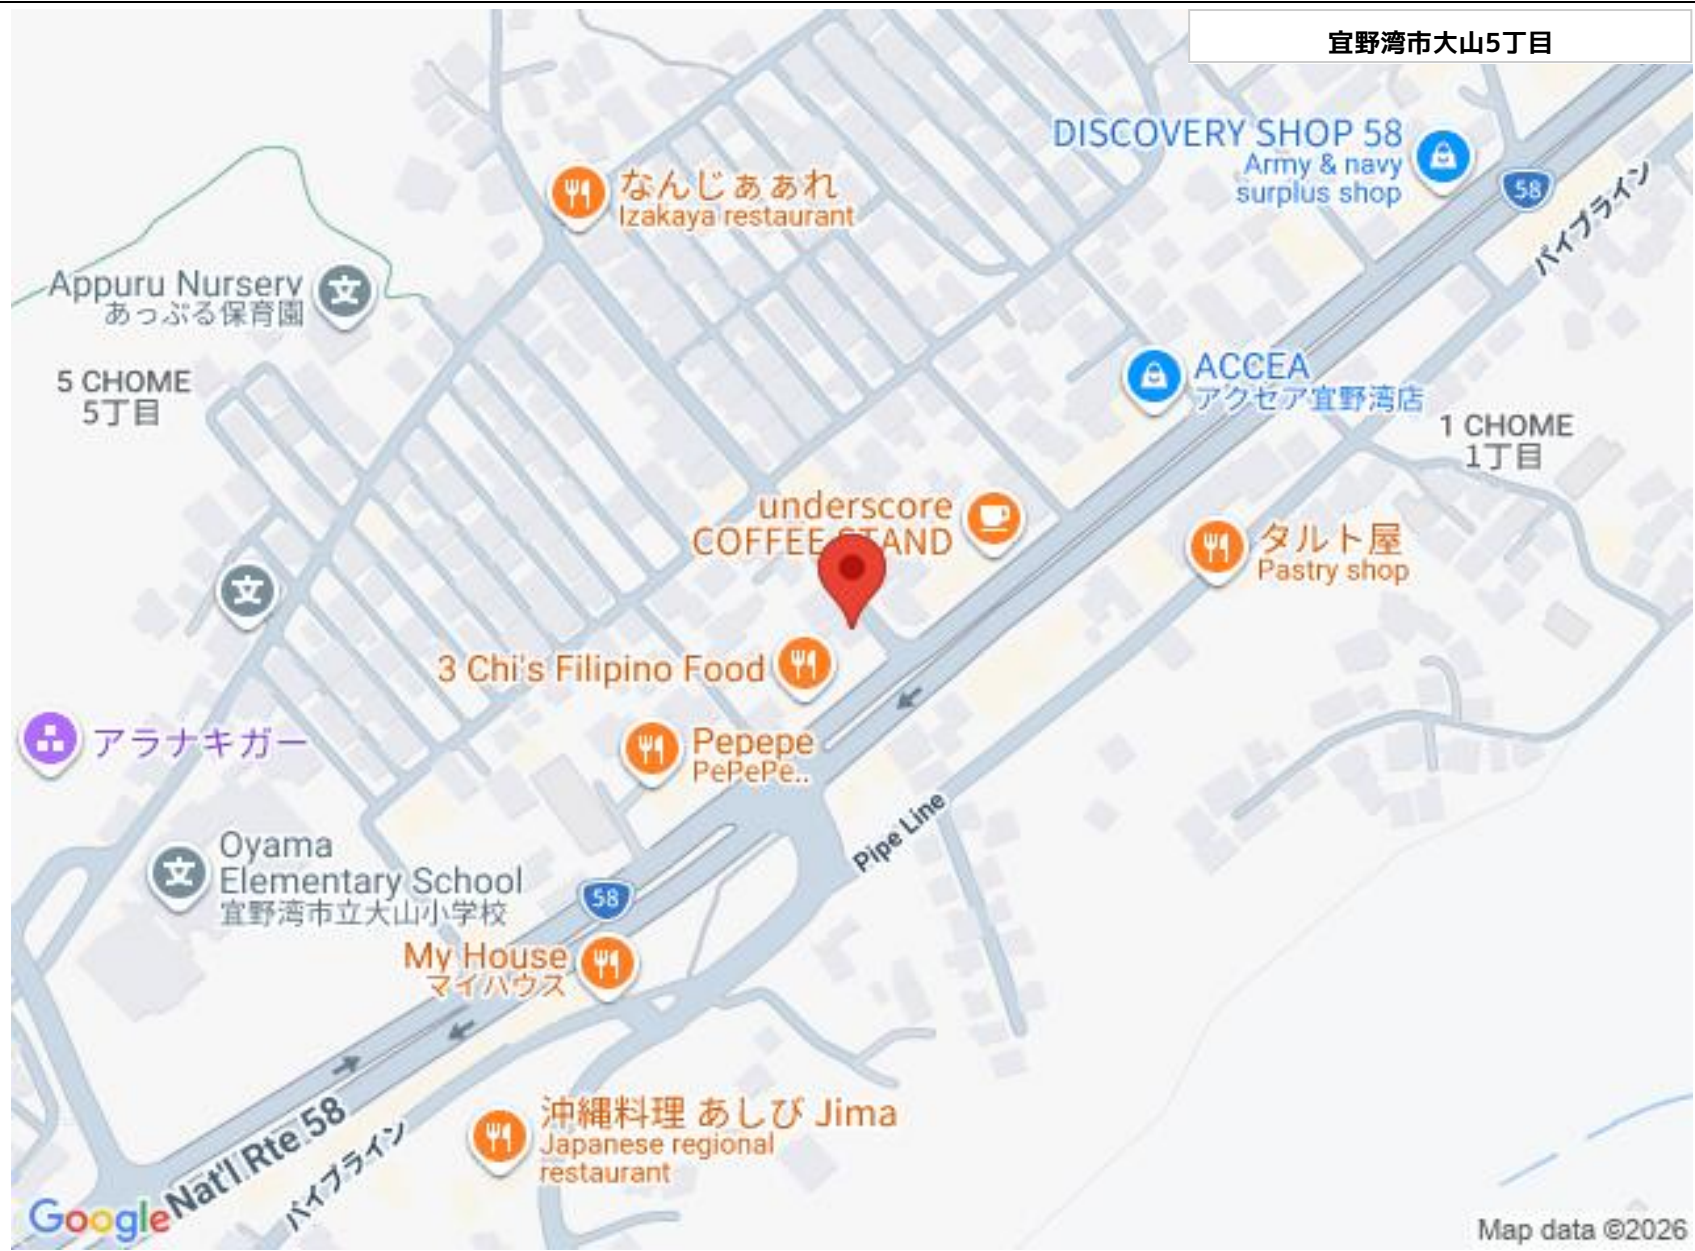 宜野湾市大山5丁目
DISCOVERY SHOP 58
Army & navy
surplus shop
58
パイプライン
なんじぁぁれ
Izakaya restaurant
Appuru Nursery
あっぷる保育園
文
5 CHOME
5丁目
ACCEA
アクセア宜野湾店
1 CHOME
1丁目
underscore
COFFEE STAND
タルト屋
Pastry shop
文
3 Chi's Filipino Food
アラナキガー
Pepepe
PePePe..
Pipe Line
Oyama
Elementary School
宜野湾市立大山小学校
文
58
My House
マイハウス
沖縄料理 あしび Jima
Japanese regional
restaurant
Nat'l Rte 58
パイプライン
Google
Map data ©2026